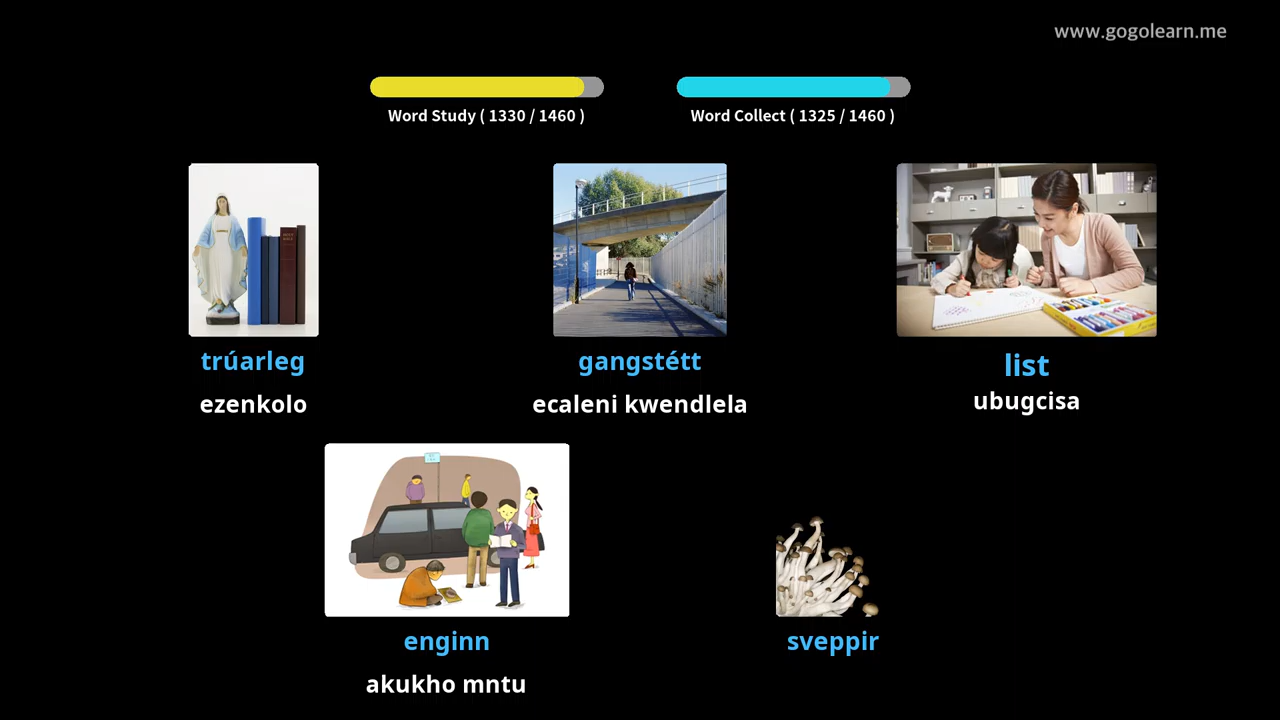 www.gogolearn.me
Word Study ( 1330 / 1460 )
Word Collect ( 1325 / 1460 )
trúarleg
ezenkolo
gangstétt
ecaleni kwendlela
list
ubugcisa
enginn
akukho mntu
sveppir